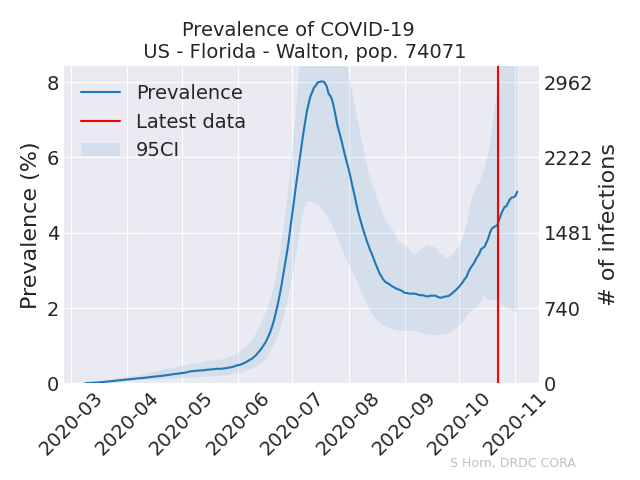 Prevalence of COVID-19
US - Florida - Walton, pop. 74071
Prevalence (%)
8
6
4
2
0
Prevalence
Latest data
95CI
2962
2222
1481
740
0
# of infections
2020-03
2020-04
2020-05
2020-06
2020-07
2020-08
2020-09
2020-10
2020-11
S Horn, DRDC CORA